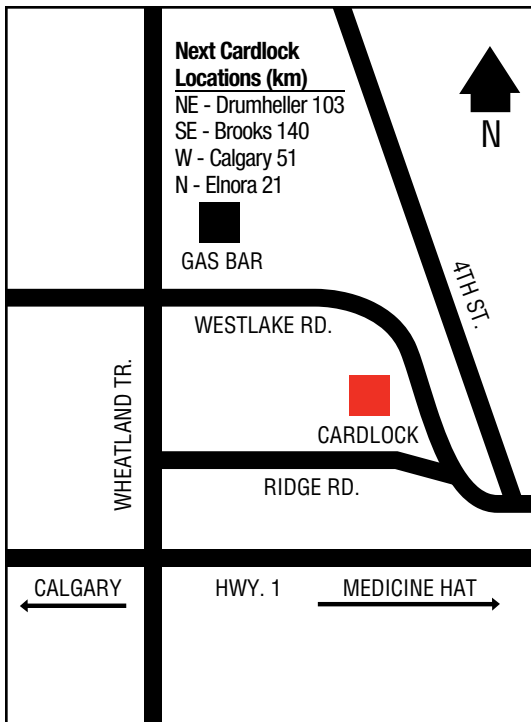 Next Cardlock
Locations (km)
NE - Drumheller 103
SE - Brooks 140
W - Calgary 51
N - Elnora 21
N
GAS BAR
4TH ST.
WESTLAKE RD.
WHEATLAND TR.
CARDLOCK
RIDGE RD.
CALGARY
HWY. 1
MEDICINE HAT